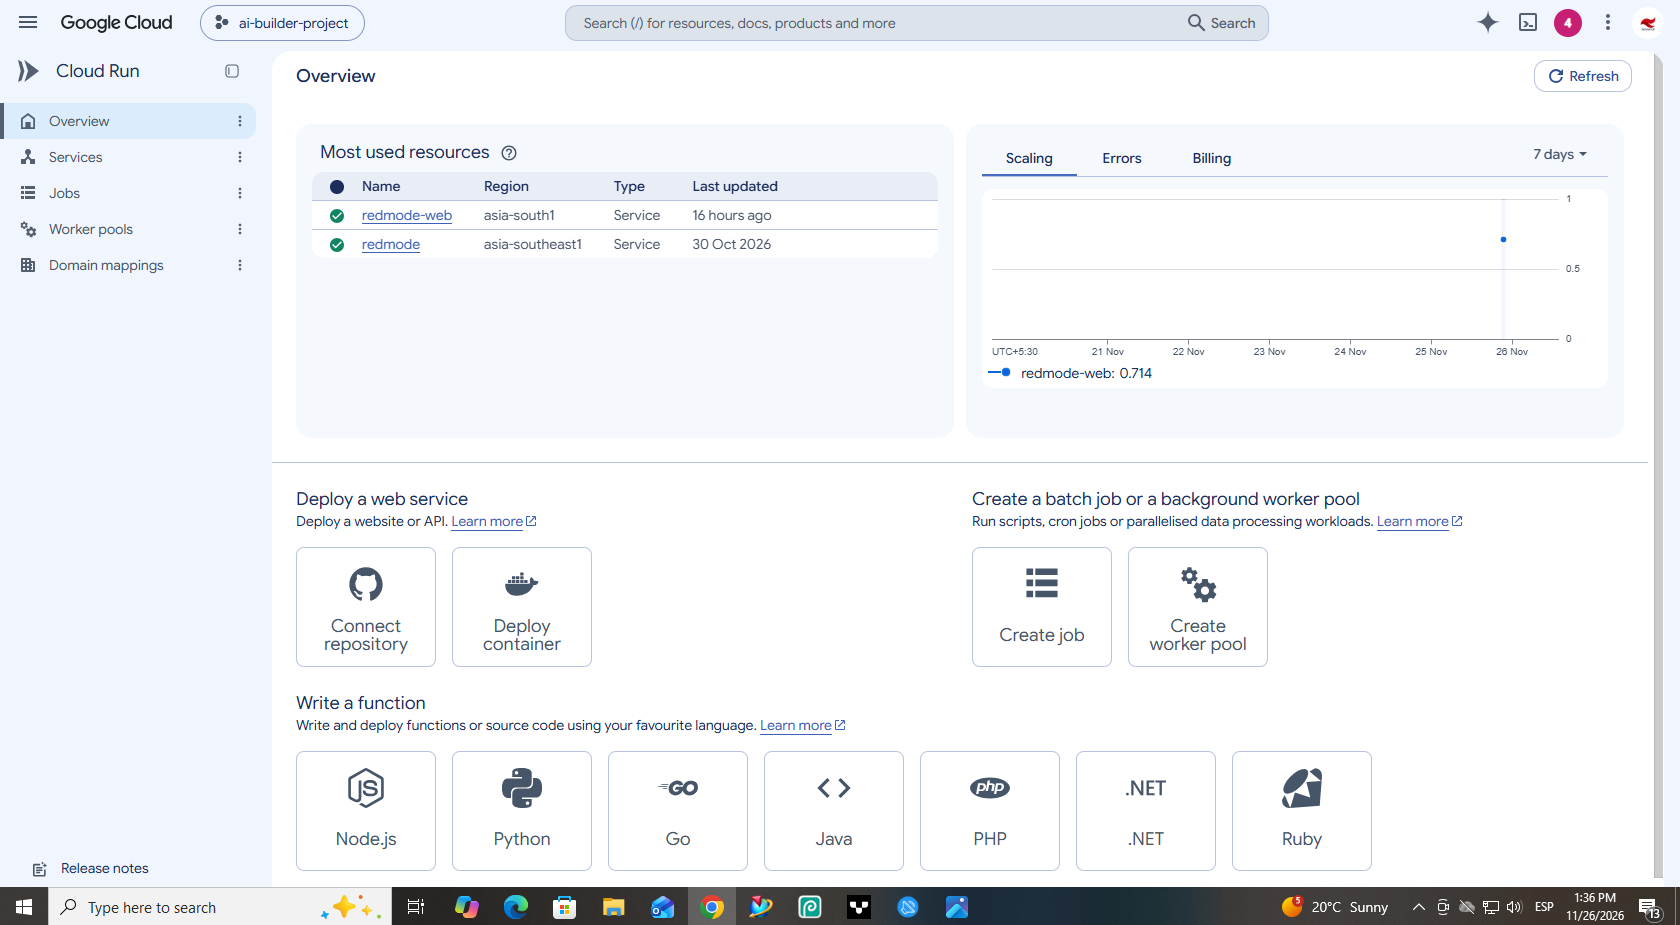 Google Cloud
ai-builder-project
Search (/) for resources, docs, products and more
Search
4
Cloud Run
Overview
Services
Jobs
Worker pools
Domain mappings
Release notes
Overview
Refresh
Most used resources
Name Region Type Last updated
redmode-web asia-south1 Service 16 hours ago
redmode asia-southeast1 Service 30 Oct 2026
Scaling Errors Billing
7 days
1
0.5
0
UTC+5:30 21 Nov 22 Nov 23 Nov 24 Nov 25 Nov 26 Nov
redmode-web: 0.714
Deploy a web service
Deploy a website or API. Learn more
Connect
repository
Deploy
container
Create a batch job or a background worker pool
Run scripts, cron jobs or parallelised data processing workloads. Learn more
Create job
Create
worker pool
Write a function
Write and deploy functions or source code using your favourite language. Learn more
JS
Node.js
Python
GO
Go
Java
php
PHP
.NET
.NET
Ruby
Type here to search
5
20°C Sunny
ESP
1:36 PM
11/26/2026
13